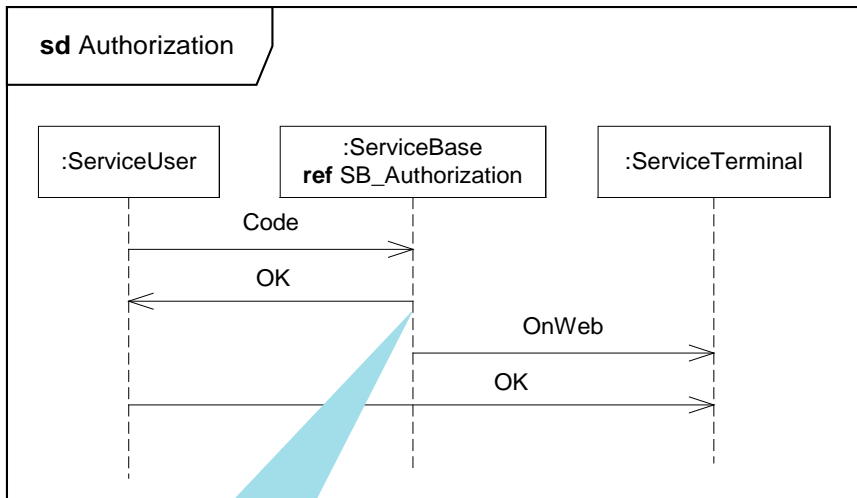 sd Authorization
:ServiceUser
:ServiceBase
ref SB_Authorization
:ServiceTerminal
Code
OK
OnWeb
OK